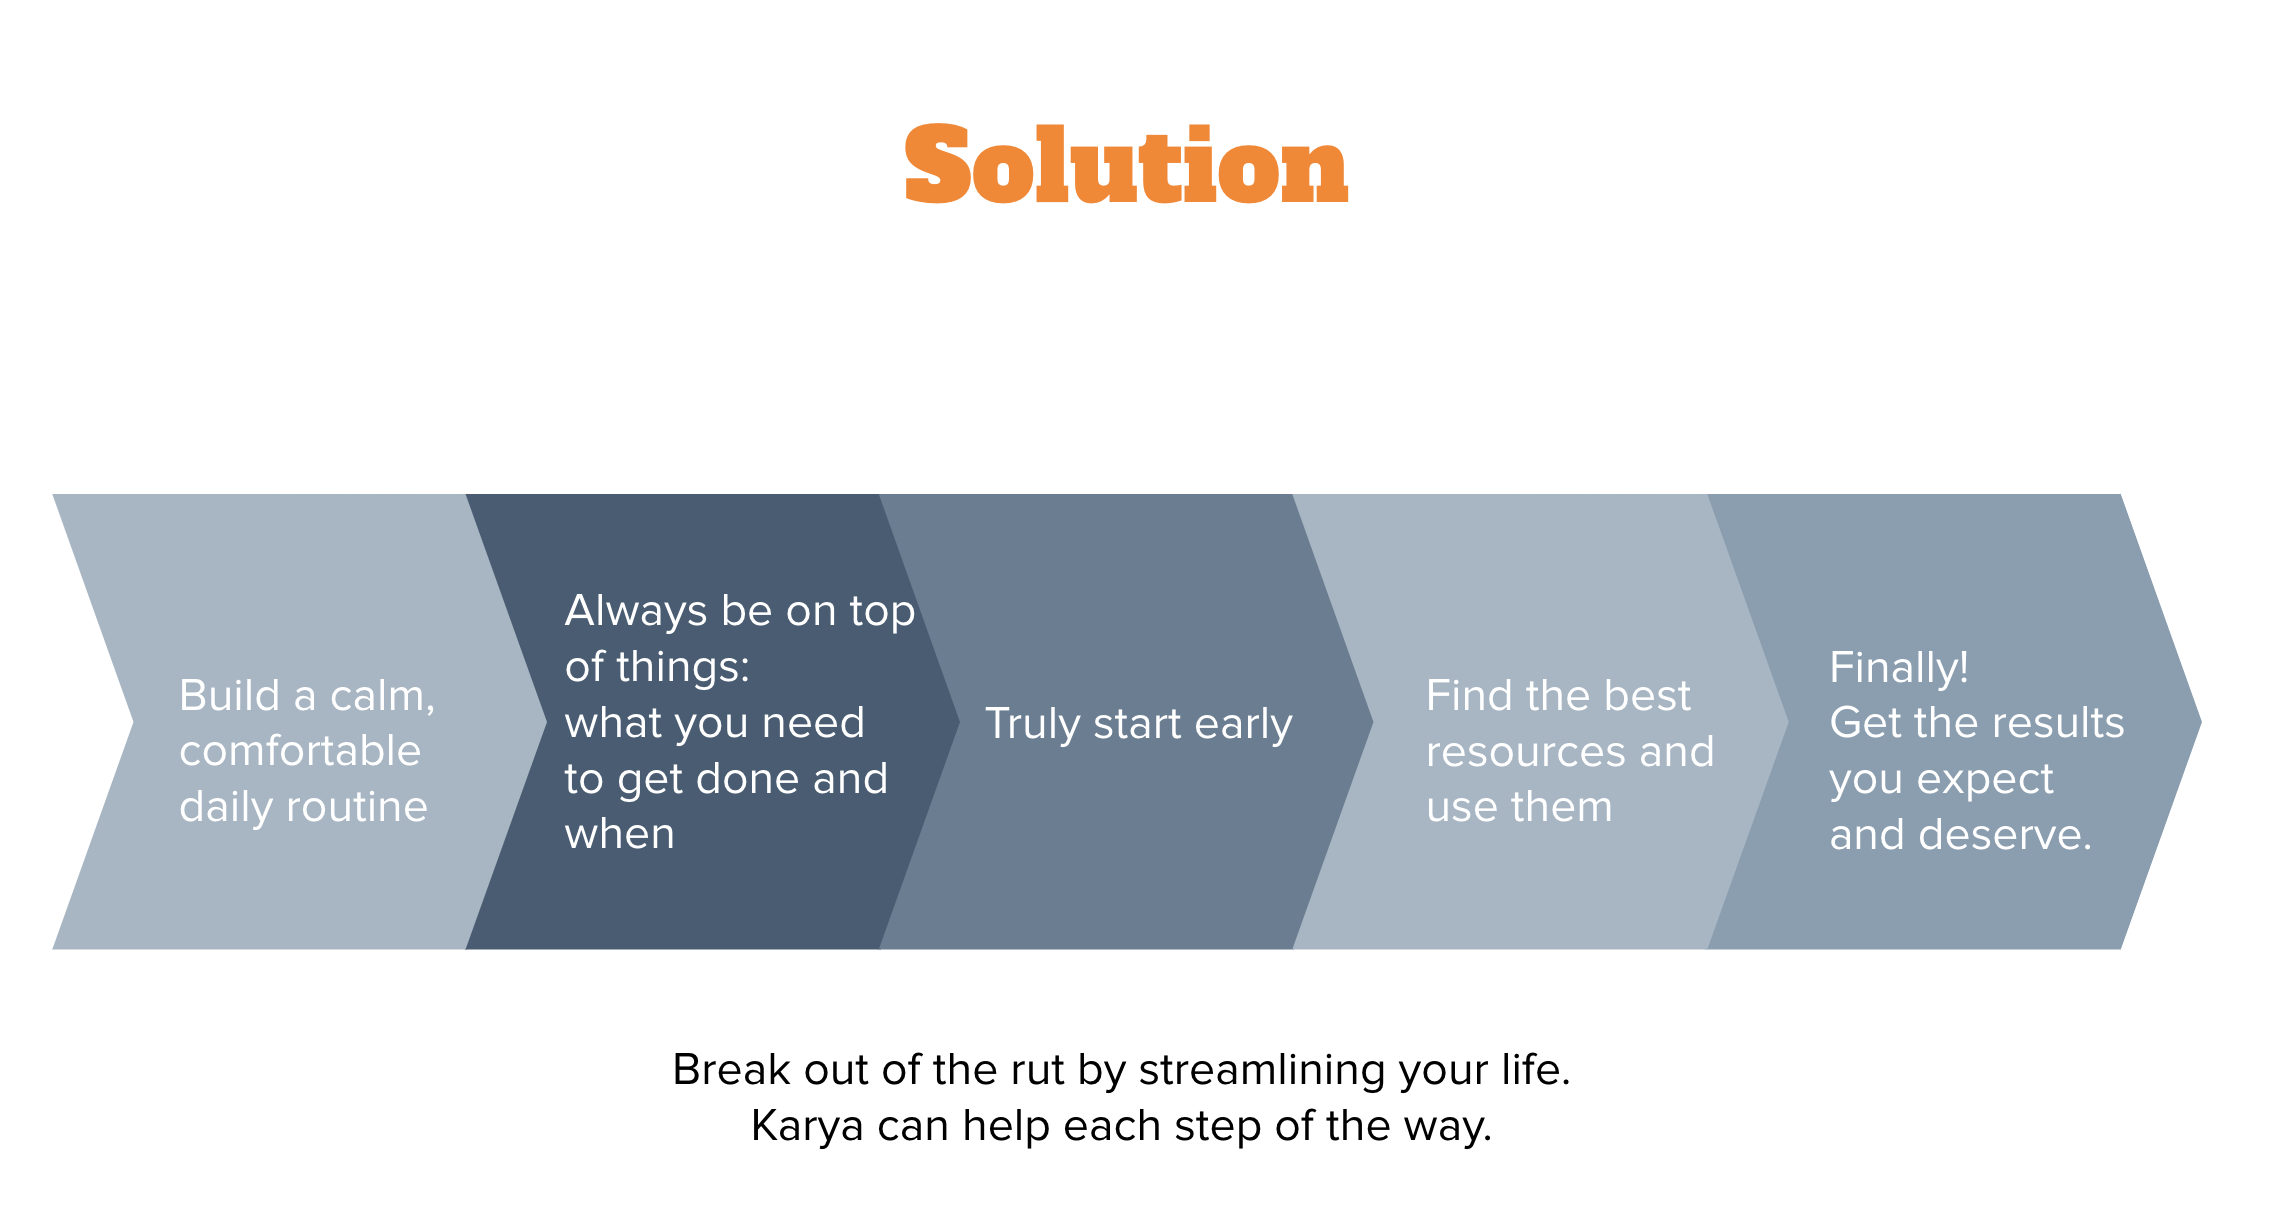 Solution
Build a calm,
comfortable
daily routine
Always be on top
of things:
what you need
to get done and
when
Truly start early
Find the best
resources and
use them
Finally!
Get the results
you expect
and deserve.
Break out of the rut by streamlining your life.
Karya can help each step of the way.